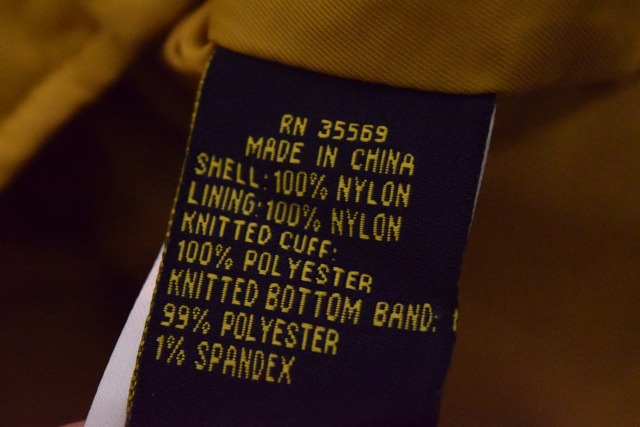 RN 35569
MADE IN CHINA
SHELL: 100% NYLON
LINING: 100% NYLON
KNITTED CUFF:
100% POLYESTER
KNITTED BOTTOM BAND:
99% POLYESTER
1% SPANDEX